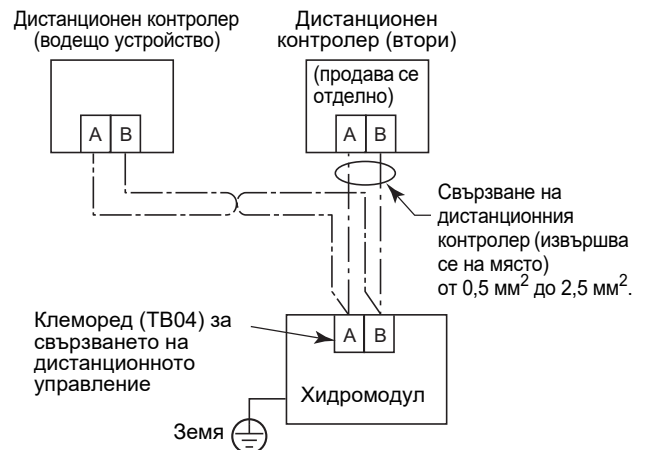 Дистанционен контролер
(водещо устройство)
Дистанционен
контролер (втори)
(продава се
отделно)
A B
A B
Свързване на
дистанционния
контролер (извършва
се на място)
от 0,5 мм² до 2,5 мм².
Клеморед (TB04) за
свързването на
дистанционното
управление
A B
Хидромодул
Земя